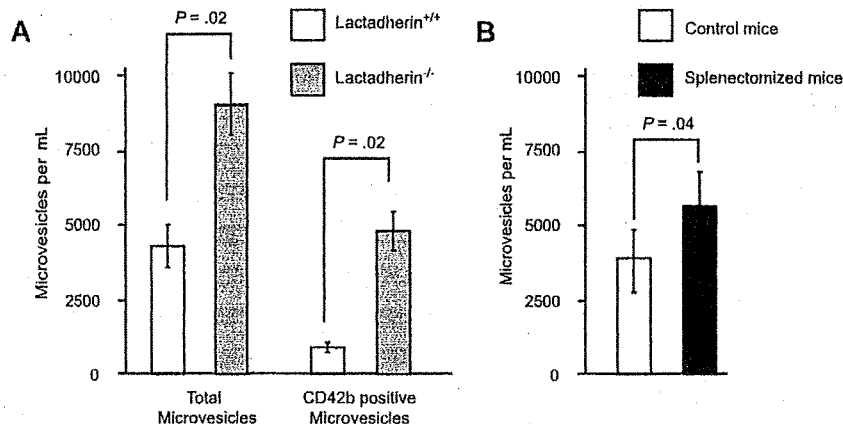 A
P = .02
Lactadherin+/+
Lactadherin-/-
P = .02
Microvesicles per mL
10000
7500
5000
2500
0
Total
Microvesicles
CD42b positive
Microvesicles
B
Control mice
Splenectomized mice
P = .04
Microvesicles per mL
10000
7500
5000
2500
0